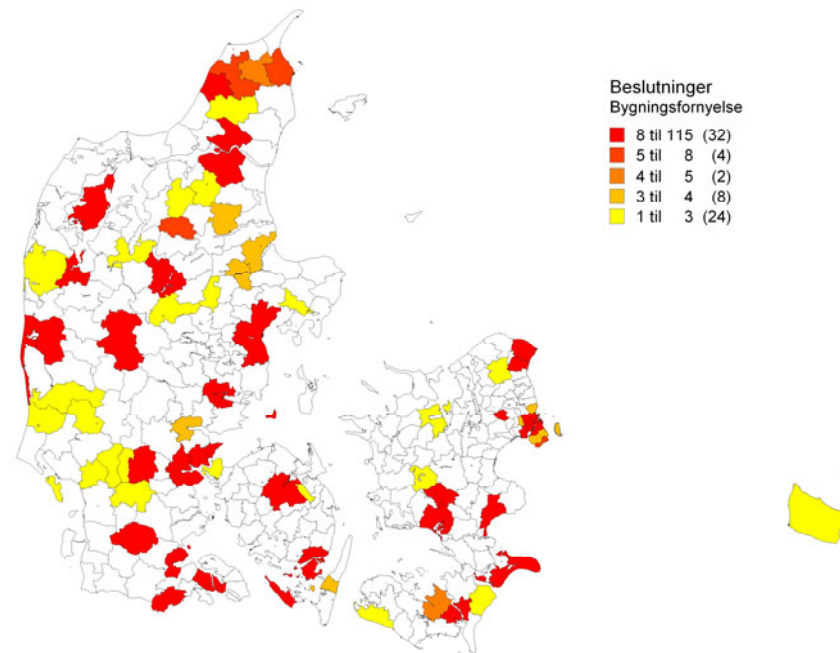 Beslutninger
Bygningsfornyelse
8 til 115 (32)
5 til 8 (4)
4 til 5 (2)
3 til 4 (8)
1 til 3 (24)